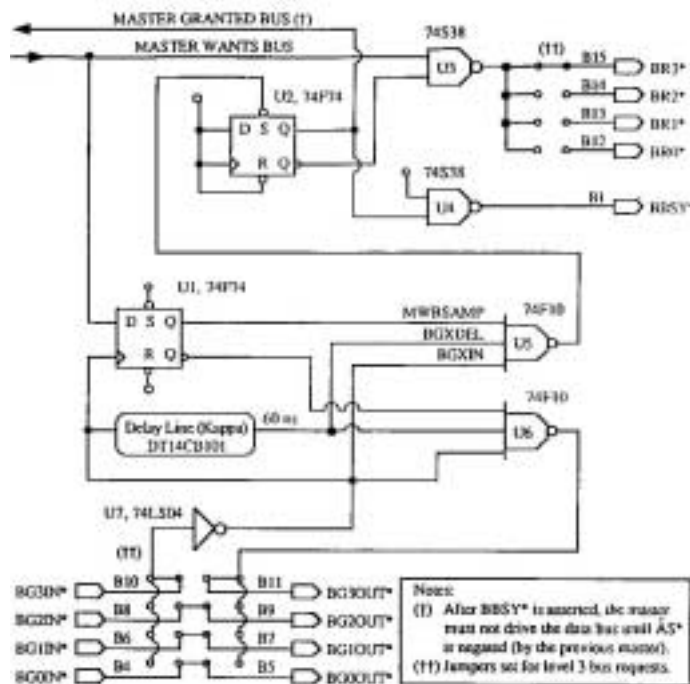 MASTER GRANTED BUS (†)
MASTER WANTS BUS
74S38
U3
(††)
B15
BR3*
B14
BR2*
B13
BR1*
B12
BR0*
U2, 74F74
D S Q
R Q
74S38
U4
B1
BBSY*
U1, 74F74
D S Q
R Q
MWBSAMP
BGXDEL
BGXIN
74F10
U5
74F10
U6
Delay Line (Kappa)
DT14CB101
60 ns
U7, 74LS04
(††)
BG3IN*
B10
B11
BG3OUT*
BG2IN*
B8
B9
BG2OUT*
BG1IN*
B6
B7
BG1OUT*
BG0IN*
B4
B5
BG0OUT*
Notes:
(†) After BBSY* is asserted, the master
must not drive the data bus until AS*
is negated (by the previous master).
(††) Jumpers set for level 3 bus requests.